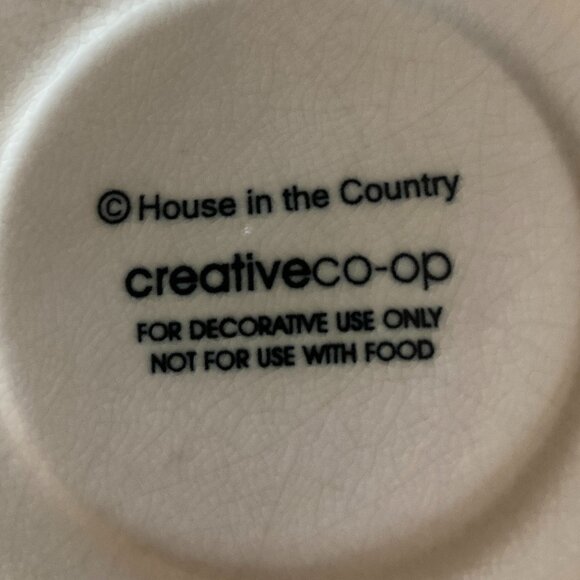 © House in the Country
creativeco-op
FOR DECORATIVE USE ONLY
NOT FOR USE WITH FOOD